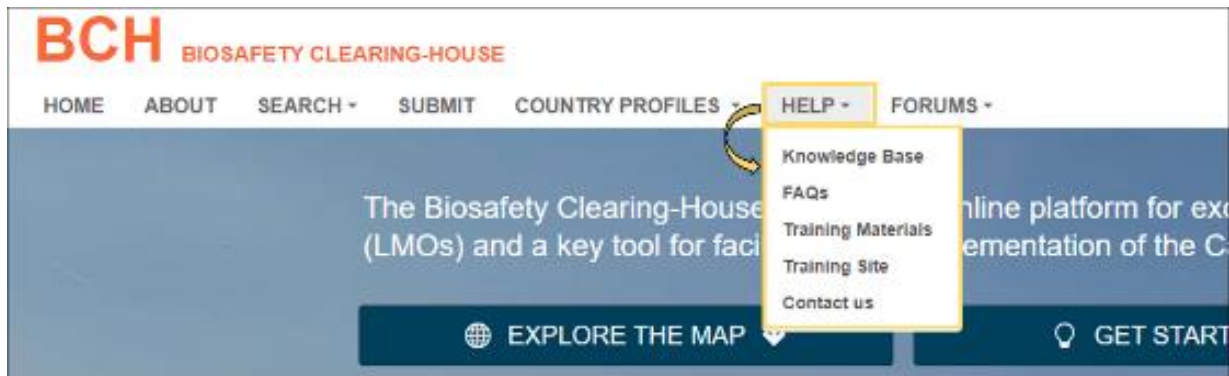 BCH BIOSAFETY CLEARING-HOUSE
HOME ABOUT SEARCH SUBMIT COUNTRY PROFILES HELP FORUMS
Knowledge Base
FAQs
Training Materials
Training Site
Contact us
The Biosafety Clearing-House nline platform for exc
(LMOs) and a key tool for faci ementation of the C
EXPLORE THE MAP GET START